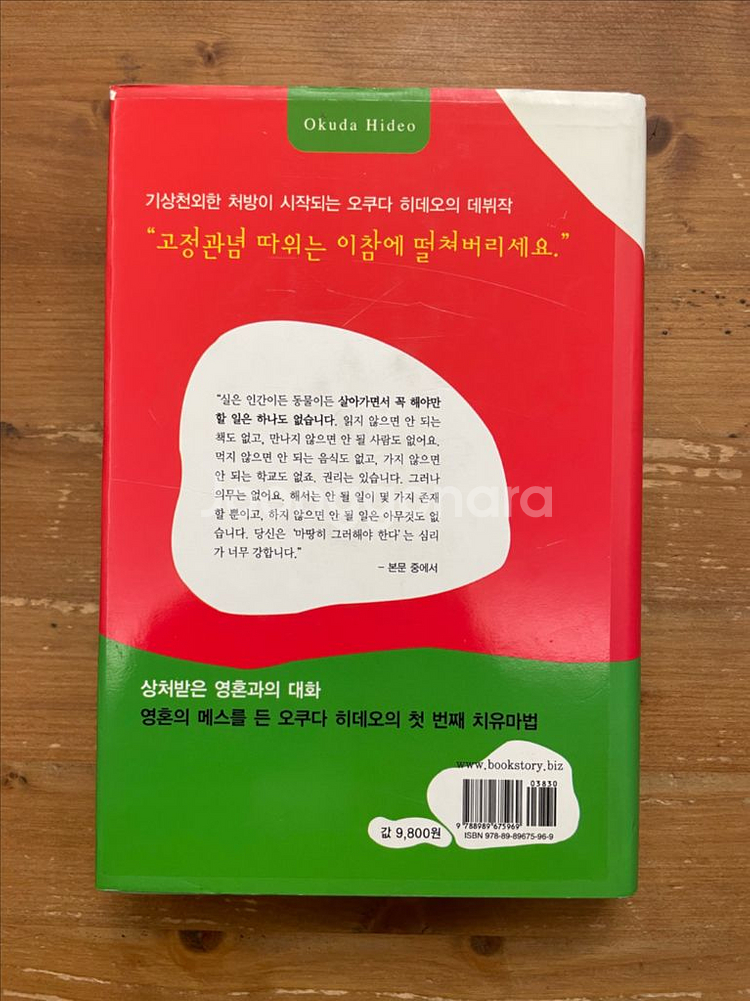 Okuda Hideo
기상천외한 처방이 시작되는 오쿠다 히데오의 데뷔작
“고정관념 따위는 이참에 떨쳐버리세요.”
“실은 인간이든 동물이든 살아가면서 꼭 해야만
할 일은 하나도 없습니다. 읽지 않으면 안 되는
책도 없고, 만나지 않으면 안 될 사람도 없어요.
먹지 않으면 안 되는 음식도 없고, 가지 않으면
안 되는 학교도 없죠. 권리는 있습니다. 그러나
의무는 없어요. 해서는 안 될 일이 몇 가지 존재
할 뿐이고, 하지 않으면 안 될 일은 아무것도 없
습니다. 당신은 ‘마땅히 그러해야 한다’는 심리
가 너무 강합니다.”
– 본문 중에서
상처받은 영혼과의 대화
영혼의 메스를 든 오쿠다 히데오의 첫 번째 치유마법
www.bookstory.biz
03830
9 788989 675969
ISBN 978-89-89675-96-9
값 9,800원